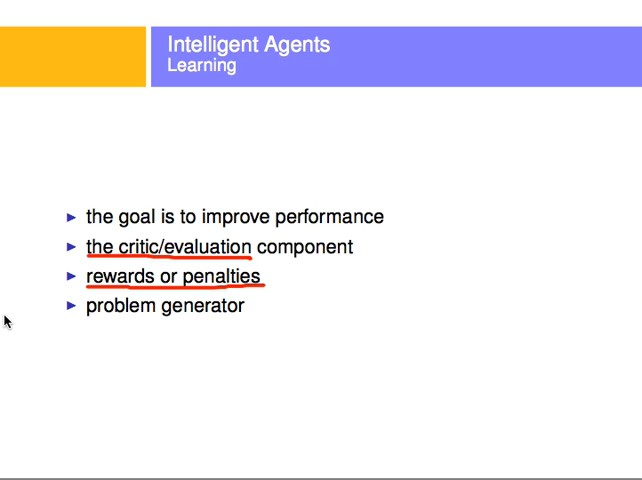 Intelligent Agents
Learning
the goal is to improve performance
the critic/evaluation component
rewards or penalties
problem generator